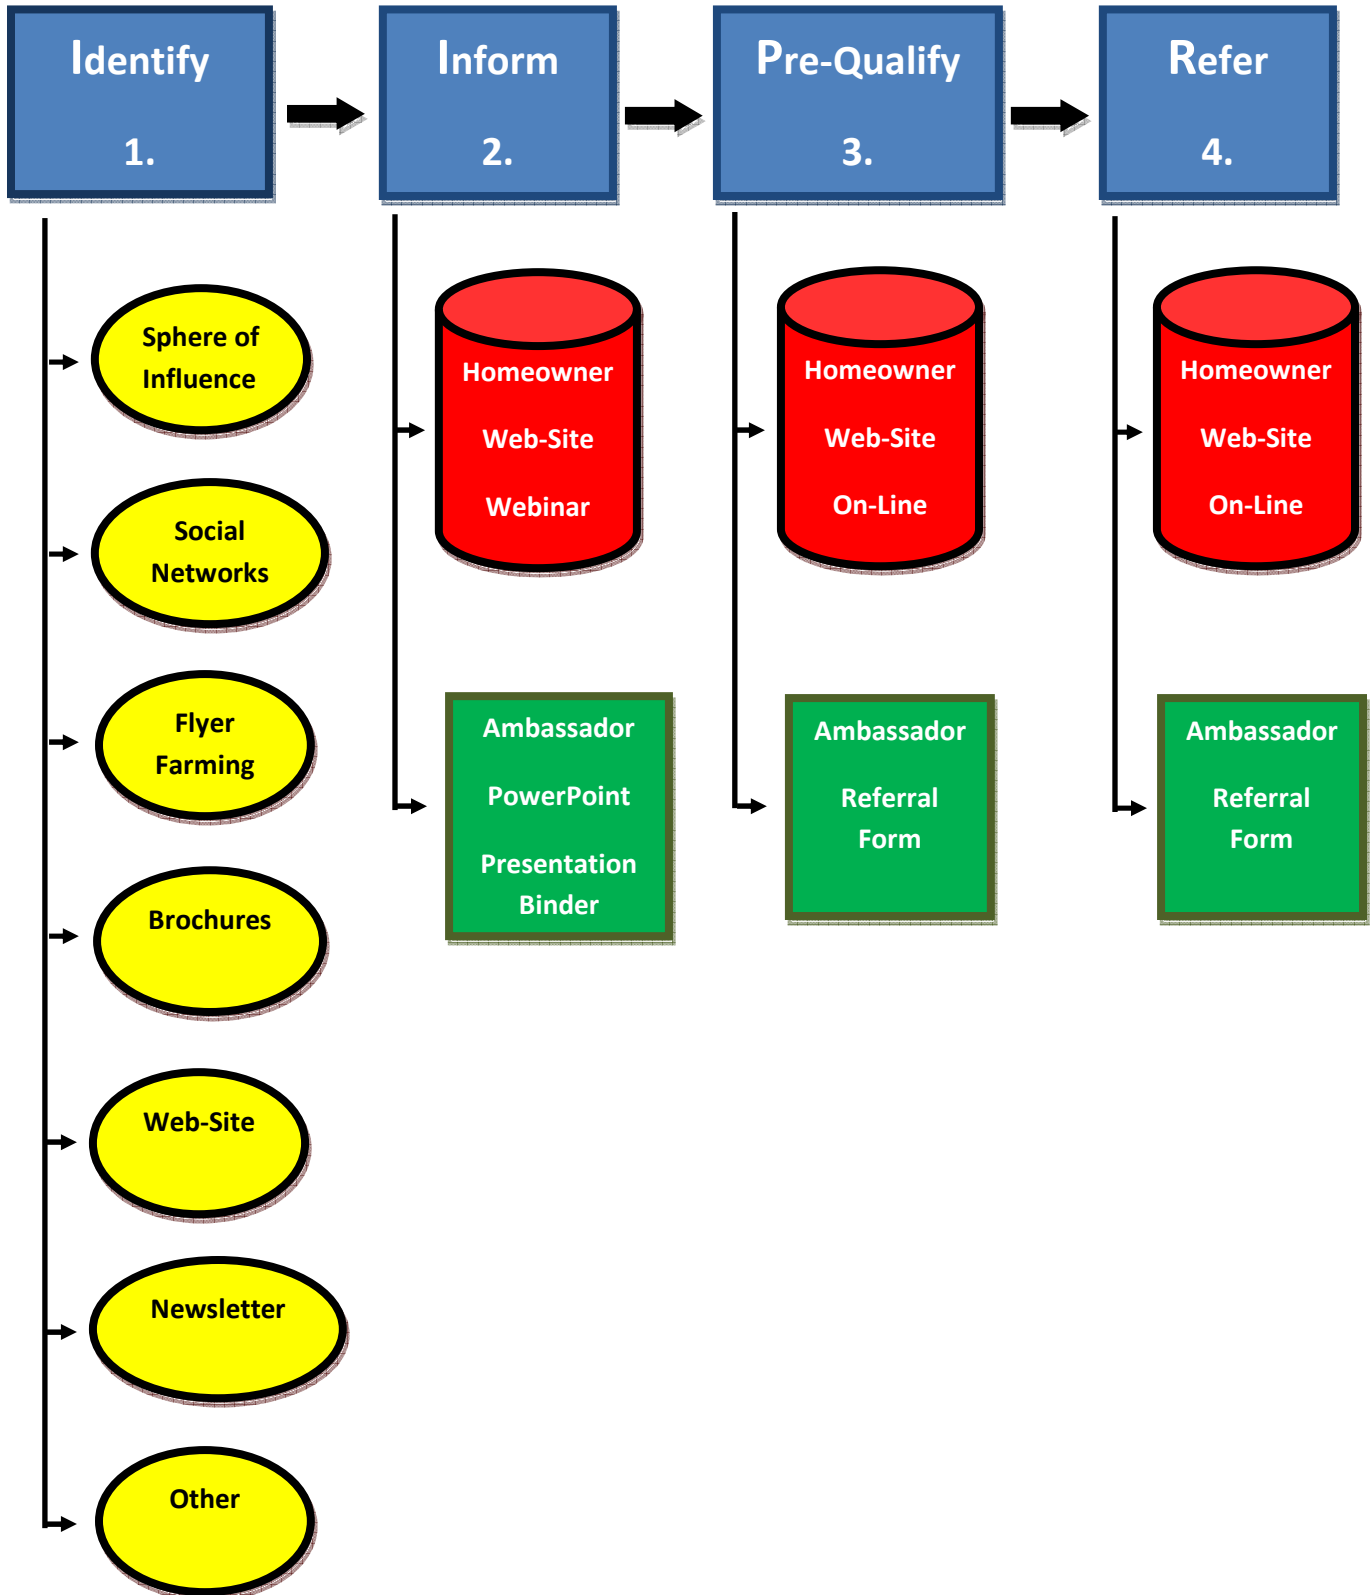 Identify
1.
Inform
2.
Pre-Qualify
3.
Refer
4.
Sphere of
Influence
Social
Networks
Flyer
Farming
Brochures
Web-Site
Newsletter
Other
Homeowner
Web-Site
Webinar
Ambassador
PowerPoint
Presentation
Binder
Homeowner
Web-Site
On-Line
Ambassador
Referral
Form
Homeowner
Web-Site
On-Line
Ambassador
Referral
Form